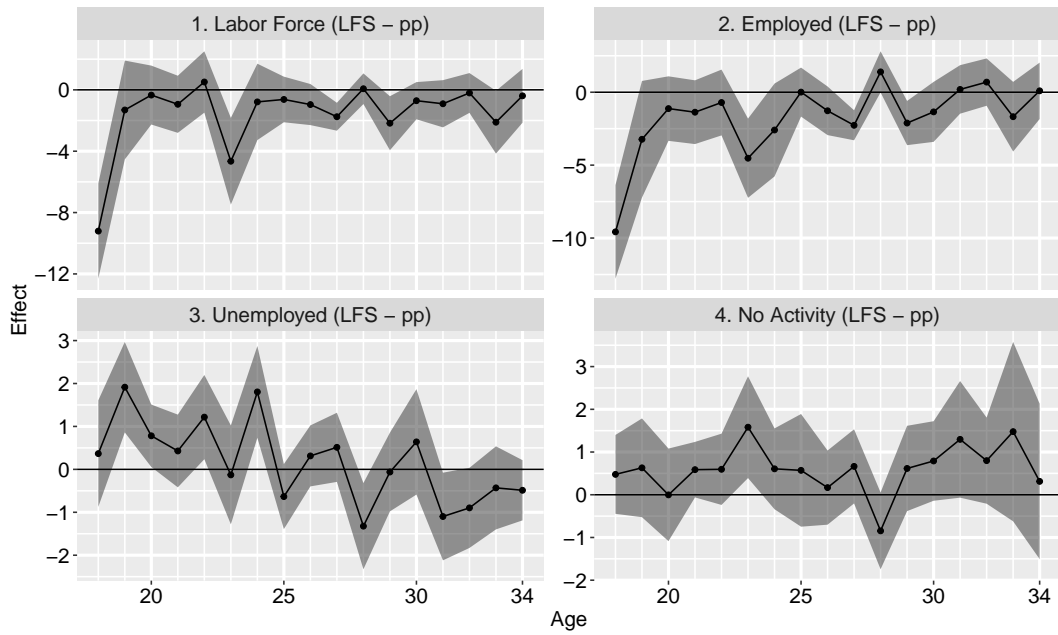 1. Labor Force (LFS − pp)
2. Employed (LFS − pp)
0
−4
−8
−12
0
−5
−10
Effect
3. Unemployed (LFS − pp)
4. No Activity (LFS − pp)
3
2
1
0
−1
−2
3
2
1
0
−1
−2
20 25 30 34
20 25 30 34
Age